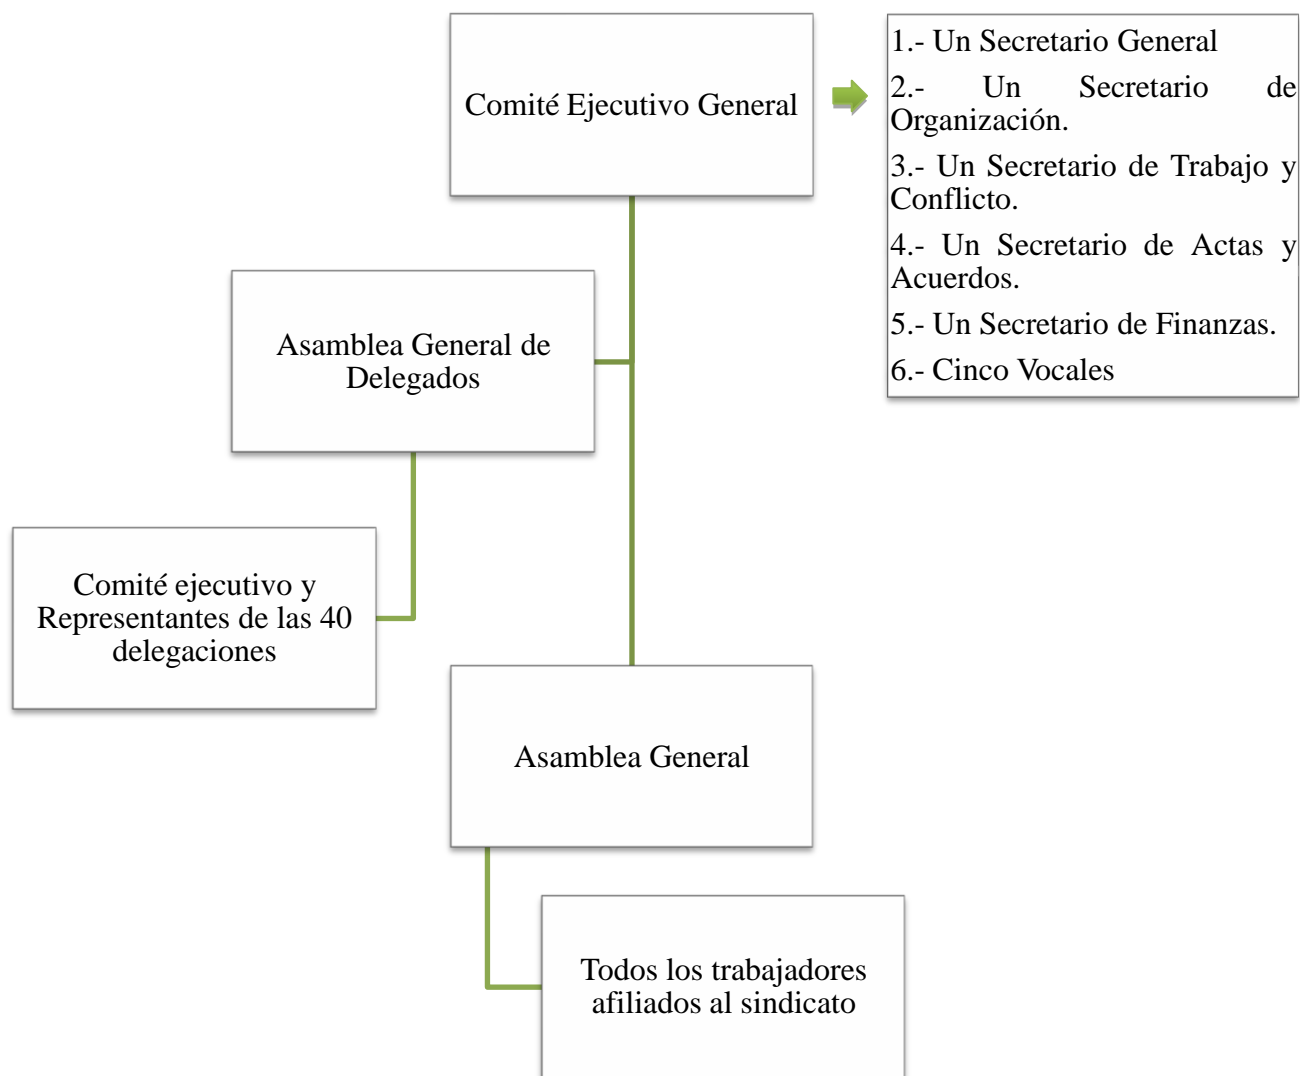 Comité Ejecutivo General
1.- Un Secretario General
2.- Un Secretario de
Organización.
3.- Un Secretario de Trabajo y
Conflicto.
4.- Un Secretario de Actas y
Acuerdos.
5.- Un Secretario de Finanzas.
6.- Cinco Vocales
Asamblea General de
Delegados
Comité ejecutivo y
Representantes de las 40
delegaciones
Asamblea General
Todos los trabajadores
afiliados al sindicato